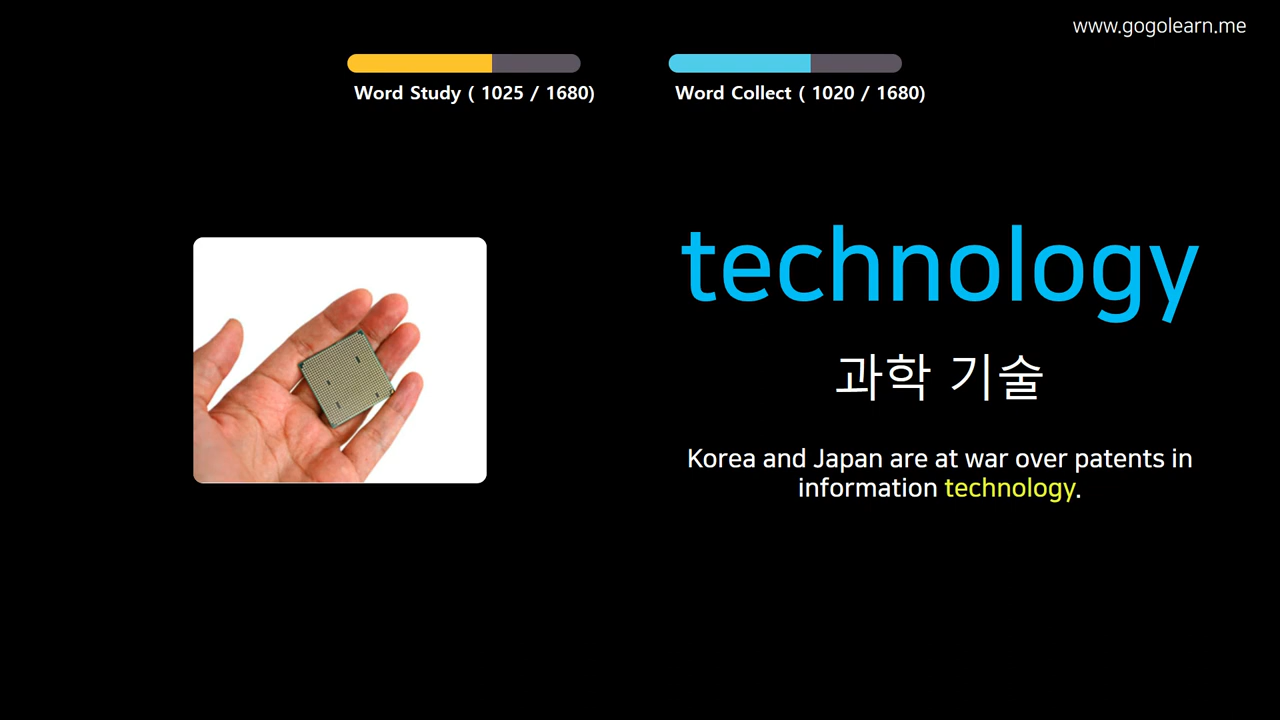 www.gogolearn.me
Word Study ( 1025 / 1680)
Word Collect ( 1020 / 1680)
technology
과학 기술
Korea and Japan are at war over patents in
information technology.